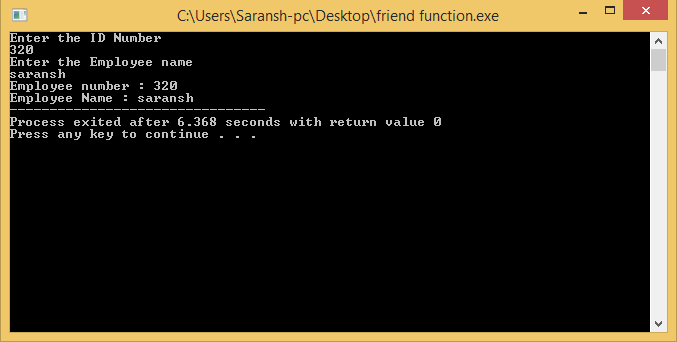 C:\Users\Saransh-pc\Desktop\friend function.exe
Enter the ID Number
320
Enter the Employee name
saransh
Employee number : 320
Employee Name : saransh
--------------------------------
Process exited after 6.368 seconds with return value 0
Press any key to continue . . .